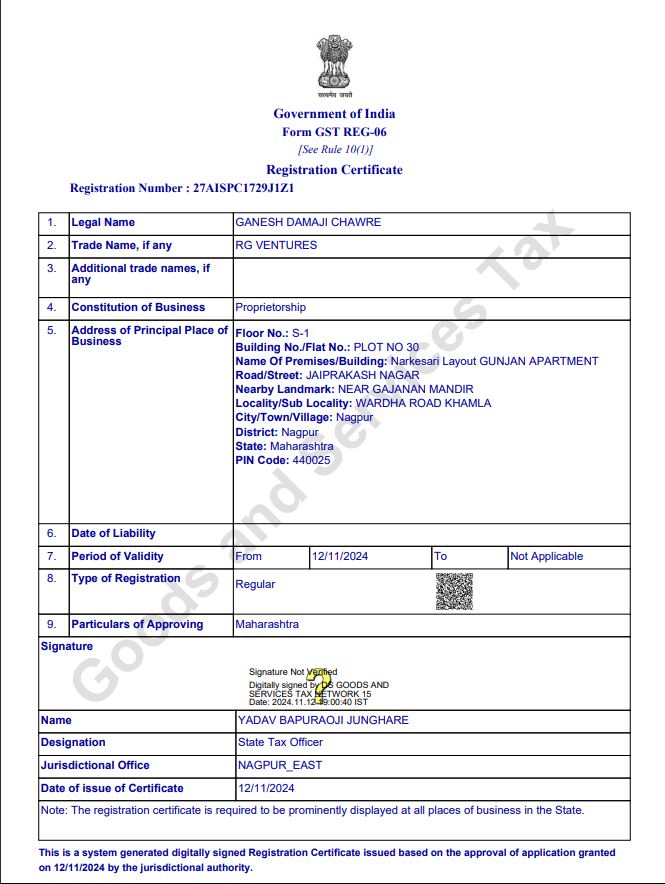 सत्यमेव जयते
Government of India
Form GST REG-06
[See Rule 10(1)]
Registration Certificate
Registration Number : 27AISPC1729J1Z1
1. Legal Name GANESH DAMAJI CHAWRE
2. Trade Name, if any RG VENTURES
3. Additional trade names, if
any
4. Constitution of Business Proprietorship
5. Address of Principal Place of
Business
Floor No.: S-1
Building No./Flat No.: PLOT NO 30
Name Of Premises/Building: Narkesari Layout GUNJAN APARTMENT
Road/Street: JAIPRAKASH NAGAR
Nearby Landmark: NEAR GAJANAN MANDIR
Locality/Sub Locality: WARDHA ROAD KHAMLA
City/Town/Village: Nagpur
District: Nagpur
State: Maharashtra
PIN Code: 440025
6. Date of Liability
7. Period of Validity From 12/11/2024 To Not Applicable
8. Type of Registration Regular
9. Particulars of Approving Maharashtra
Signature
Signature Not Verified
Digitally signed by DS GOODS AND
SERVICES TAX NETWORK 15
Date: 2024.11.12 19:00:40 IST
Name YADAV BAPURAOJI JUNGHARE
Designation State Tax Officer
Jurisdictional Office NAGPUR_EAST
Date of issue of Certificate 12/11/2024
Note: The registration certificate is required to be prominently displayed at all places of business in the State.
This is a system generated digitally signed Registration Certificate issued based on the approval of application granted
on 12/11/2024 by the jurisdictional authority.
Goods and Services Tax